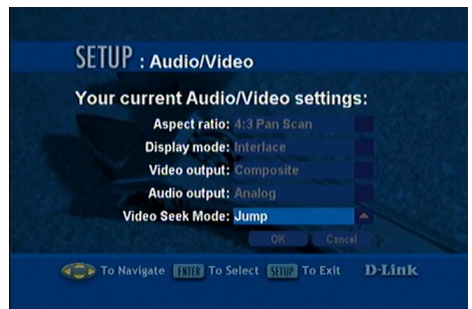 SETUP : Audio/Video
Your current Audio/Video settings:
Aspect ratio: 4:3 Pan Scan
Display mode: Interlace
Video output: Composite
Audio output: Analog
Video Seek Mode: Jump
OK Cancel
To Navigate ENTER To Select SETUP To Exit D-Link